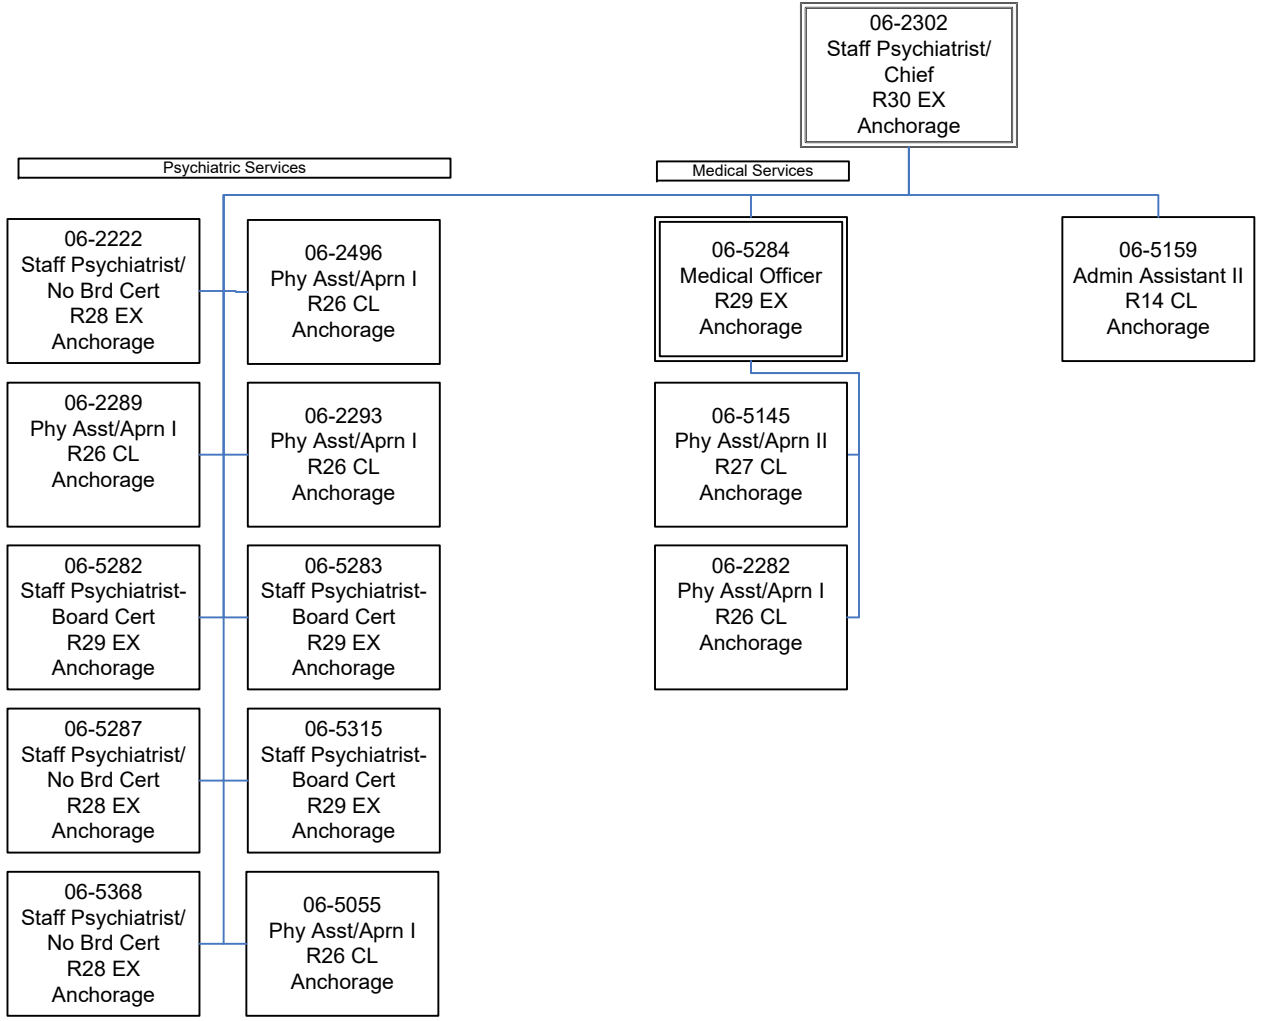 06-2302
Staff Psychiatrist/
Chief
R30 EX
Anchorage
Psychiatric Services
Medical Services
06-2222
Staff Psychiatrist/
No Brd Cert
R28 EX
Anchorage
06-2496
Phy Asst/Aprn I
R26 CL
Anchorage
06-5284
Medical Officer
R29 EX
Anchorage
06-5159
Admin Assistant II
R14 CL
Anchorage
06-2289
Phy Asst/Aprn I
R26 CL
Anchorage
06-2293
Phy Asst/Aprn I
R26 CL
Anchorage
06-5145
Phy Asst/Aprn II
R27 CL
Anchorage
06-5282
Staff Psychiatrist-
Board Cert
R29 EX
Anchorage
06-5283
Staff Psychiatrist-
Board Cert
R29 EX
Anchorage
06-2282
Phy Asst/Aprn I
R26 CL
Anchorage
06-5287
Staff Psychiatrist/
No Brd Cert
R28 EX
Anchorage
06-5315
Staff Psychiatrist-
Board Cert
R29 EX
Anchorage
06-5368
Staff Psychiatrist/
No Brd Cert
R28 EX
Anchorage
06-5055
Phy Asst/Aprn I
R26 CL
Anchorage